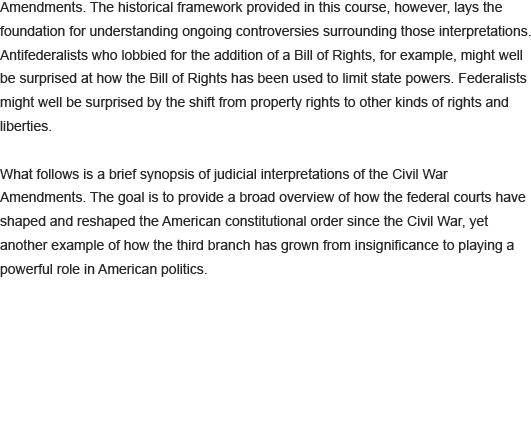 Amendments. The historical framework provided in this course, however, lays the
foundation for understanding ongoing controversies surrounding those interpretations.
Antifederalists who lobbied for the addition of a Bill of Rights, for example, might well
be surprised at how the Bill of Rights has been used to limit state powers. Federalists
might well be surprised by the shift from property rights to other kinds of rights and
liberties.

What follows is a brief synopsis of judicial interpretations of the Civil War
Amendments. The goal is to provide a broad overview of how the federal courts have
shaped and reshaped the American constitutional order since the Civil War, yet
another example of how the third branch has grown from insignificance to playing a
powerful role in American politics.